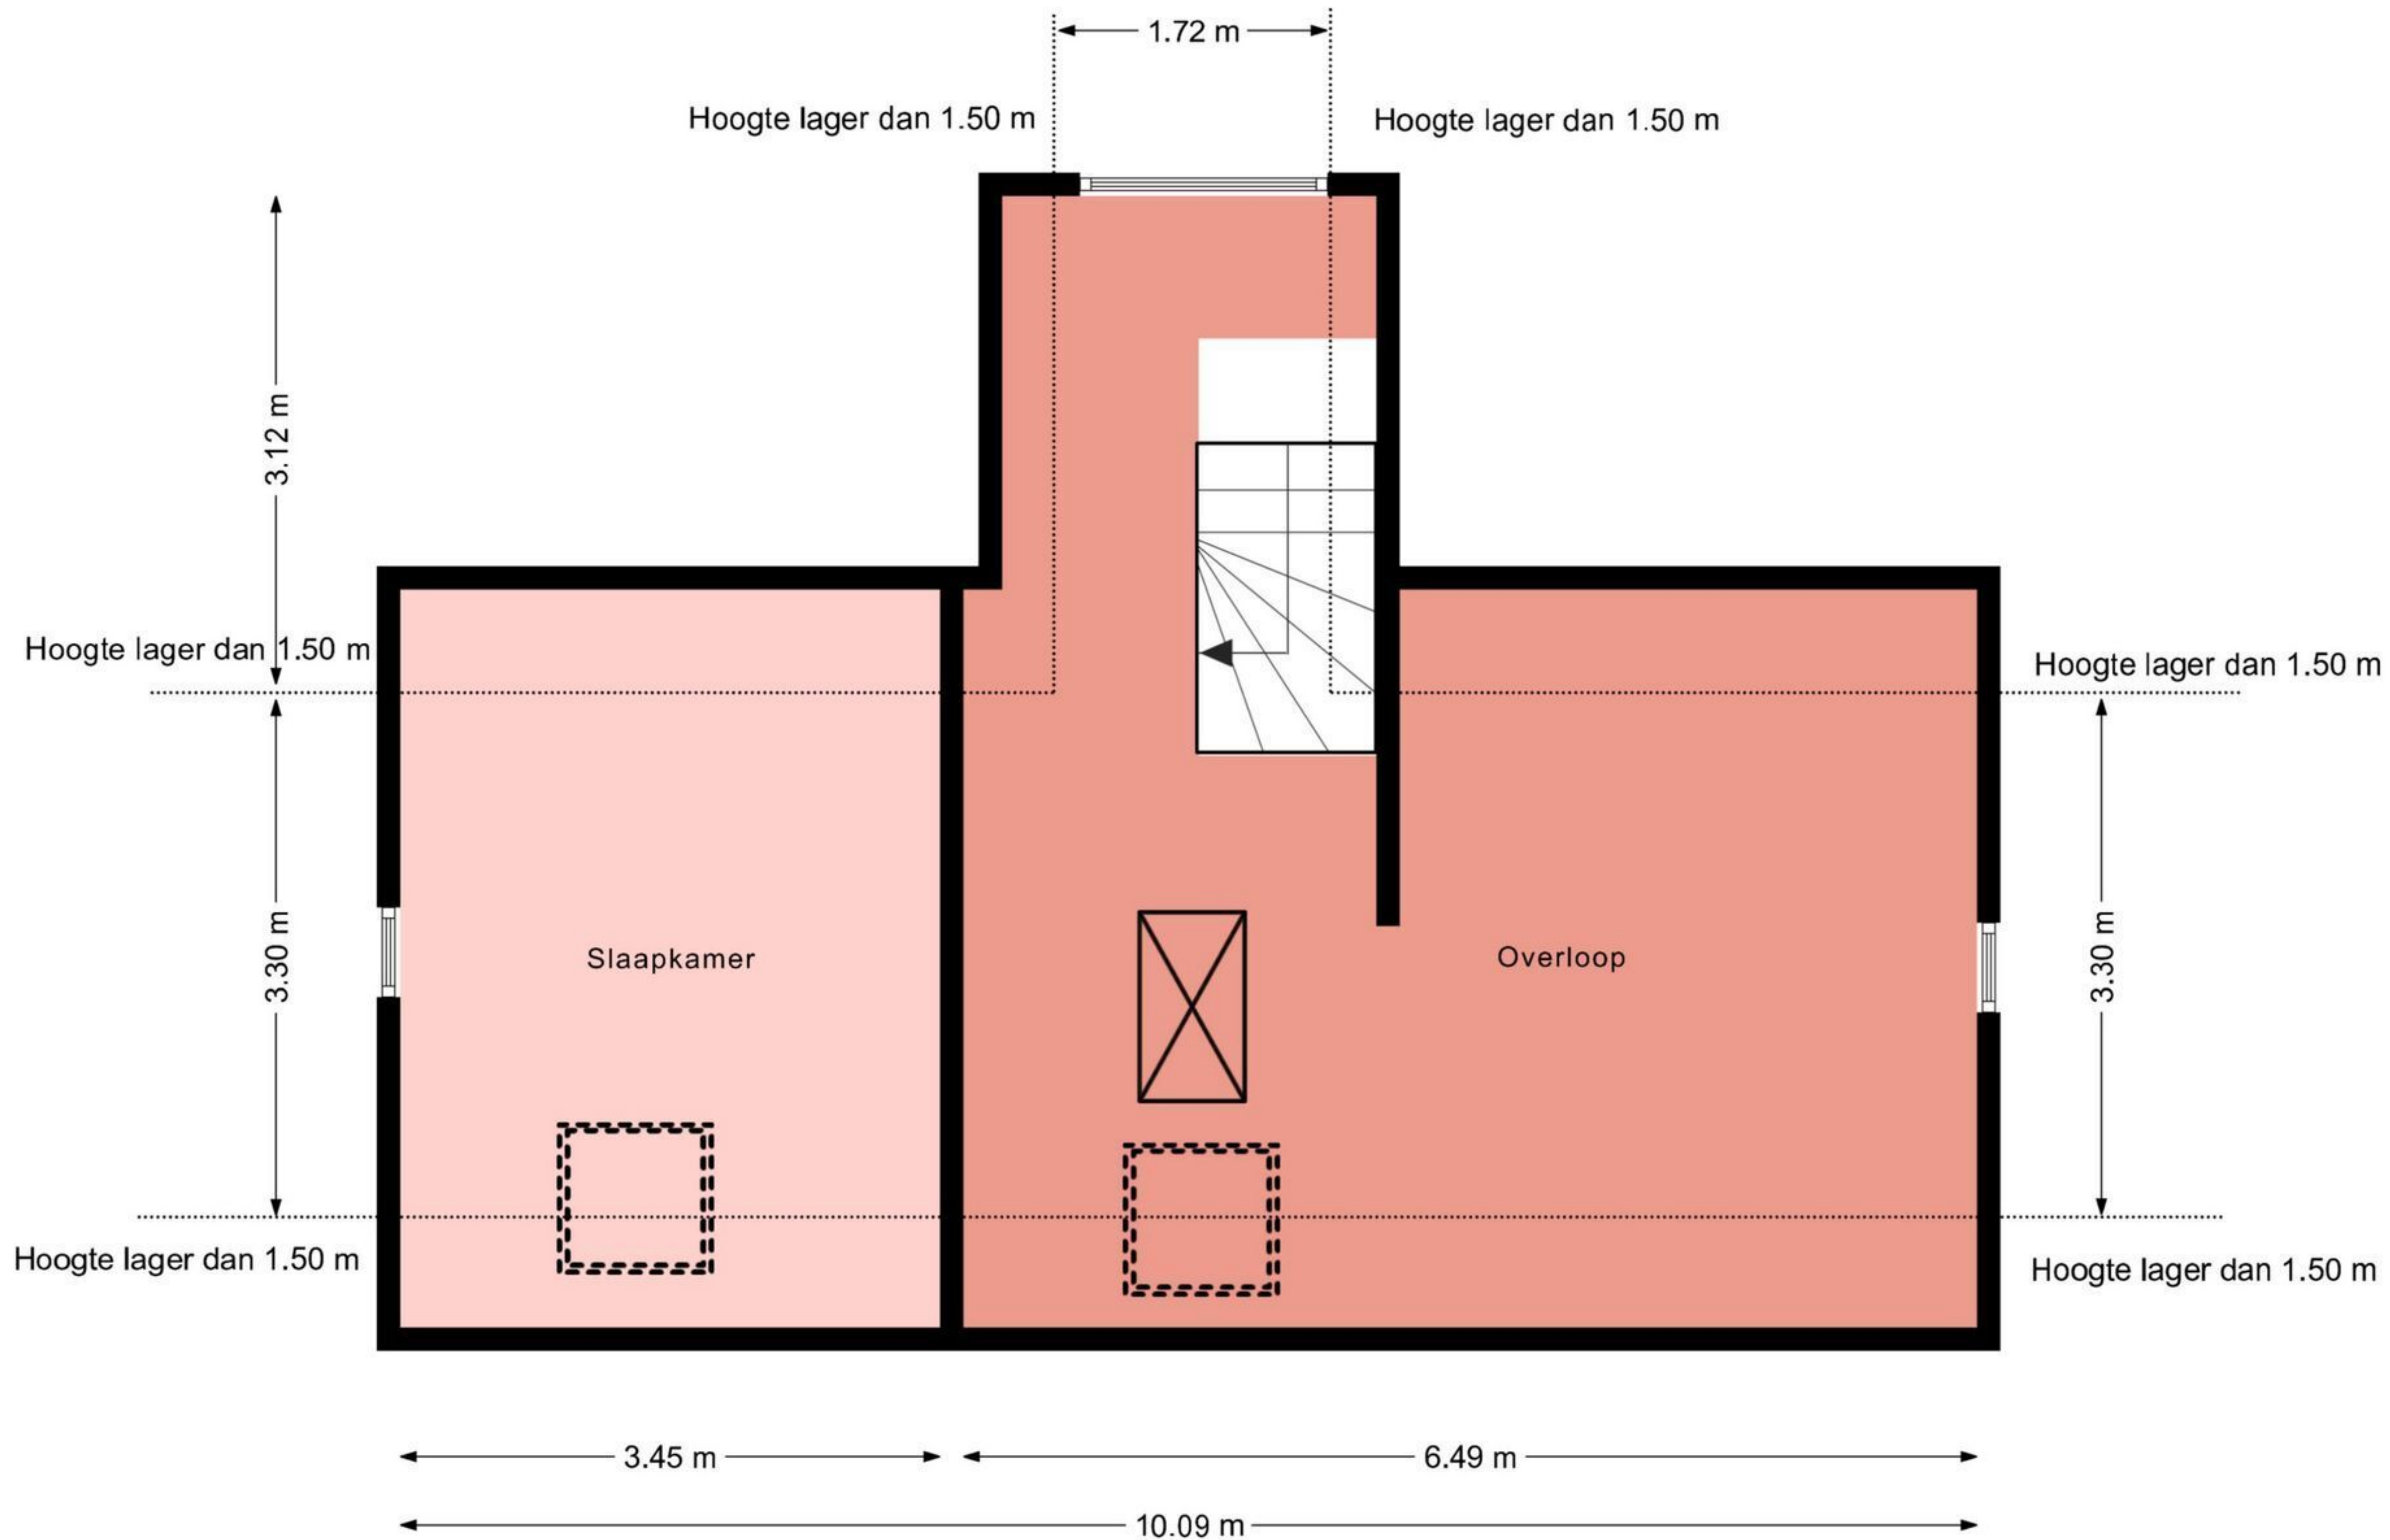 1.72 m
Hoogte lager dan 1.50 m
Hoogte lager dan 1.50 m
3.12 m
Hoogte lager dan 1.50 m
Hoogte lager dan 1.50 m
3.30 m
Slaapkamer
Overloop
3.30 m
Hoogte lager dan 1.50 m
Hoogte lager dan 1.50 m
3.45 m
6.49 m
10.09 m